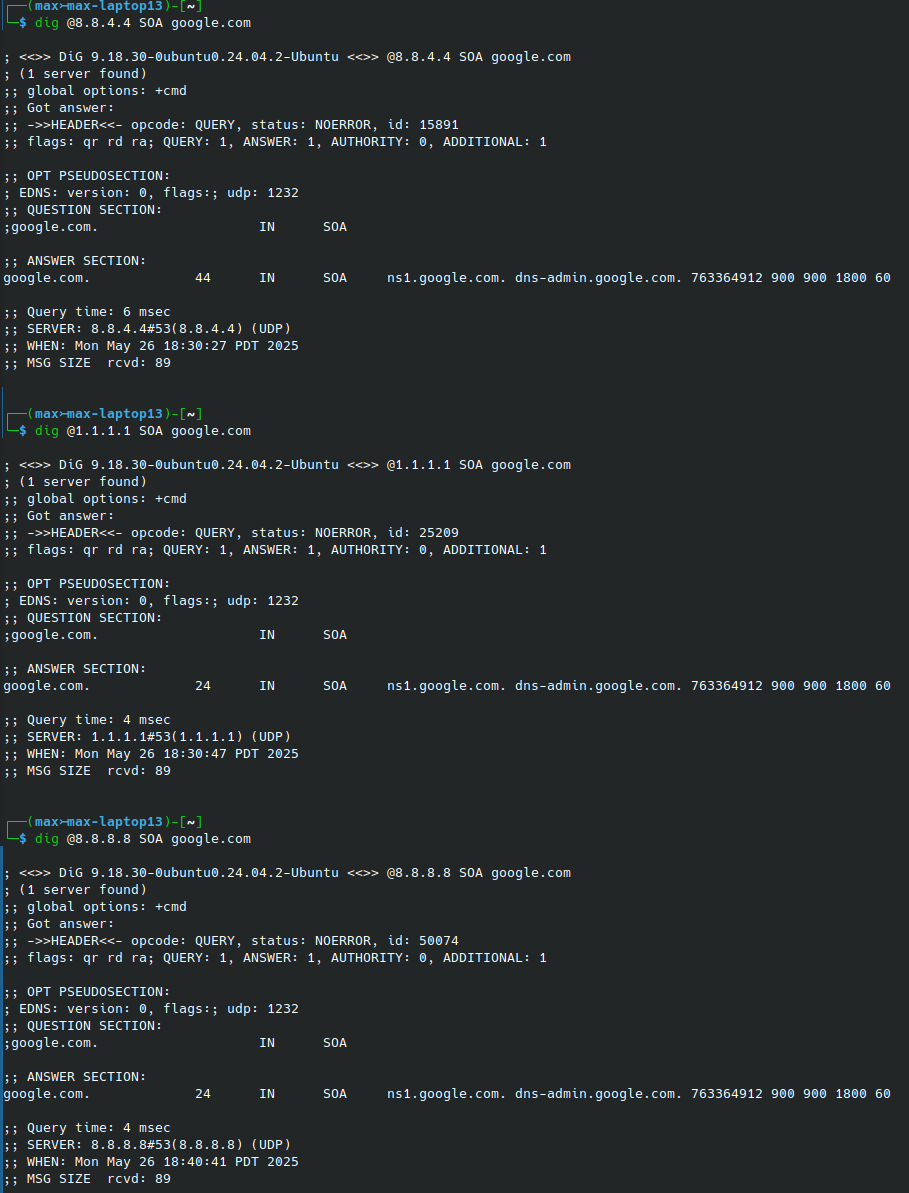 ┌──(max>max-laptop13)-[~]
└─$ dig @8.8.4.4 SOA google.com
; <<>> DiG 9.18.30-0ubuntu0.24.04.2-Ubuntu <<>> @8.8.4.4 SOA google.com
; (1 server found)
;; global options: +cmd
;; Got answer:
;; ->>HEADER<<- opcode: QUERY, status: NOERROR, id: 15891
;; flags: qr rd ra; QUERY: 1, ANSWER: 1, AUTHORITY: 0, ADDITIONAL: 1
;; OPT PSEUDOSECTION:
; EDNS: version: 0, flags:; udp: 1232
;; QUESTION SECTION:
;google.com. IN SOA
;; ANSWER SECTION:
google.com. 44 IN SOA ns1.google.com. dns-admin.google.com. 763364912 900 900 1800 60
;; Query time: 6 msec
;; SERVER: 8.8.4.4#53(8.8.4.4) (UDP)
;; WHEN: Mon May 26 18:30:27 PDT 2025
;; MSG SIZE  rcvd: 89
┌──(max>max-laptop13)-[~]
└─$ dig @1.1.1.1 SOA google.com
; <<>> DiG 9.18.30-0ubuntu0.24.04.2-Ubuntu <<>> @1.1.1.1 SOA google.com
; (1 server found)
;; global options: +cmd
;; Got answer:
;; ->>HEADER<<- opcode: QUERY, status: NOERROR, id: 25209
;; flags: qr rd ra; QUERY: 1, ANSWER: 1, AUTHORITY: 0, ADDITIONAL: 1
;; OPT PSEUDOSECTION:
; EDNS: version: 0, flags:; udp: 1232
;; QUESTION SECTION:
;google.com. IN SOA
;; ANSWER SECTION:
google.com. 24 IN SOA ns1.google.com. dns-admin.google.com. 763364912 900 900 1800 60
;; Query time: 4 msec
;; SERVER: 1.1.1.1#53(1.1.1.1) (UDP)
;; WHEN: Mon May 26 18:30:47 PDT 2025
;; MSG SIZE  rcvd: 89
┌──(max>max-laptop13)-[~]
└─$ dig @8.8.8.8 SOA google.com
; <<>> DiG 9.18.30-0ubuntu0.24.04.2-Ubuntu <<>> @8.8.8.8 SOA google.com
; (1 server found)
;; global options: +cmd
;; Got answer:
;; ->>HEADER<<- opcode: QUERY, status: NOERROR, id: 50074
;; flags: qr rd ra; QUERY: 1, ANSWER: 1, AUTHORITY: 0, ADDITIONAL: 1
;; OPT PSEUDOSECTION:
; EDNS: version: 0, flags:; udp: 1232
;; QUESTION SECTION:
;google.com. IN SOA
;; ANSWER SECTION:
google.com. 24 IN SOA ns1.google.com. dns-admin.google.com. 763364912 900 900 1800 60
;; Query time: 4 msec
;; SERVER: 8.8.8.8#53(8.8.8.8) (UDP)
;; WHEN: Mon May 26 18:40:41 PDT 2025
;; MSG SIZE  rcvd: 89